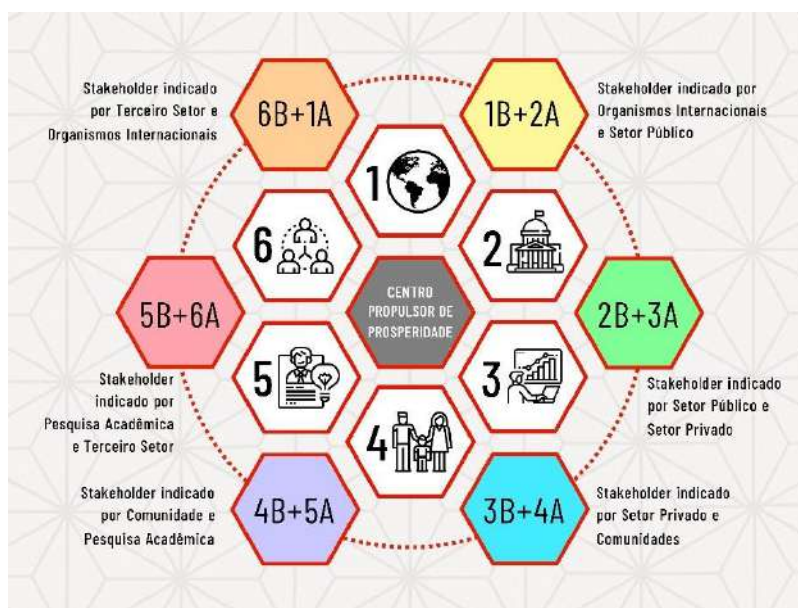 Stakeholder indicado
por Terceiro Setor e
Organismos Internacionais
6B+1A
1B+2A
Stakeholder indicado por
Organismos Internacionais
e Setor Público
1
6
2
5B+6A
CENTRO
PROPULSOR DE
PROSPERIDADE
2B+3A
5
3
Stakeholder
indicado por
Pesquisa Acadêmica
e Terceiro Setor
Stakeholder indicado
por Setor Público e
Setor Privado
4
Stakeholder indicado
por Comunidade e
Pesquisa Acadêmica
4B+5A
3B+4A
Stakeholder indicado
por Setor Privado e
Comunidades